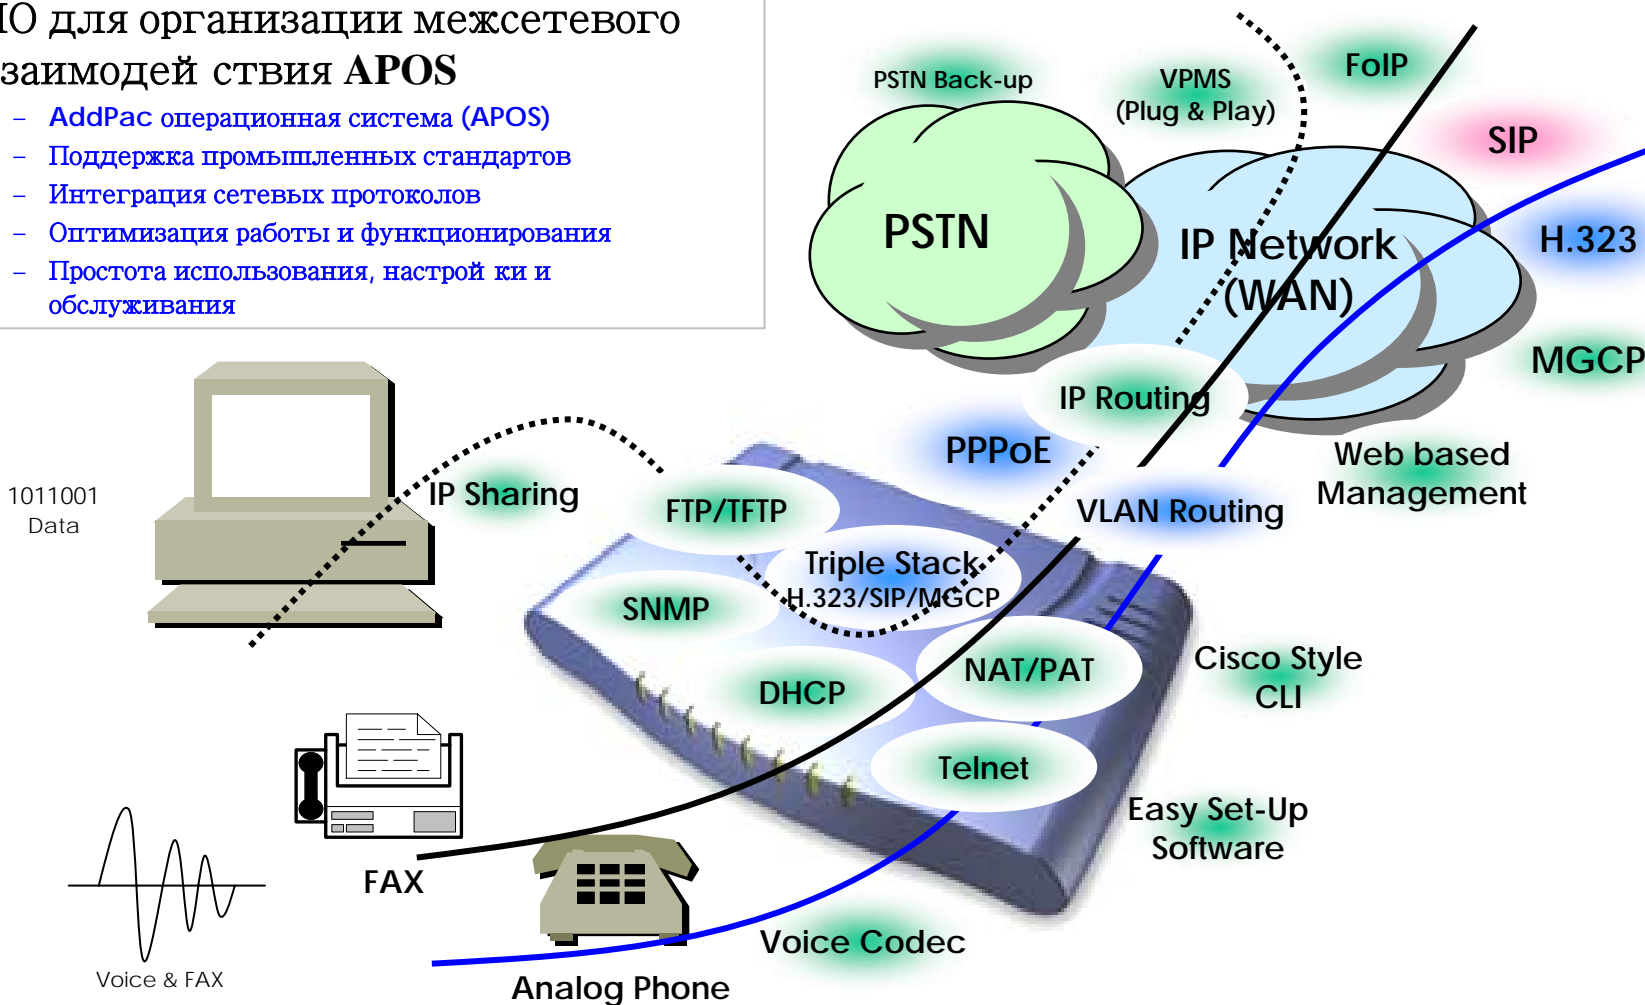 ПО для организации межсетевого
заимодей ствия APOS
– AddPac операционная система (APOS)
– Поддержка промышленных стандартов
– Интеграция сетевых протоколов
– Оптимизация работы и функционирования
– Простота использования, настрой ки и
обслуживания
PSTN Back-up
VPMS
(Plug & Play)
FoIP
SIP
PSTN
IP Network
(WAN)
H.323
MGCP
IP Routing
PPPoE
Web based
Management
1011001
Data
IP Sharing
FTP/TFTP
VLAN Routing
Triple Stack
H.323/SIP/MGCP
SNMP
NAT/PAT
Cisco Style
CLI
DHCP
Telnet
Easy Set-Up
Software
FAX
Voice Codec
Voice & FAX
Analog Phone